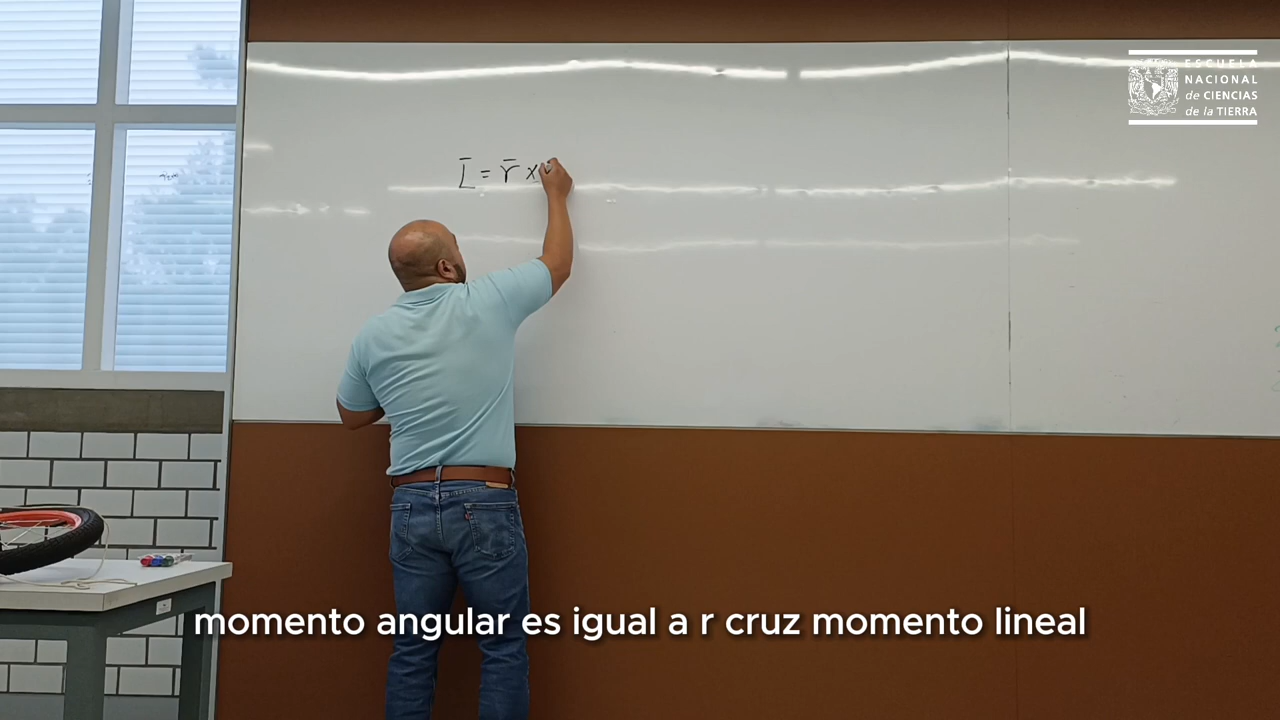 ESCUELA
NACIONAL
de CIENCIAS
de la TIERRA
L̅ = r̅ x
momento angular es igual a r cruz momento lineal